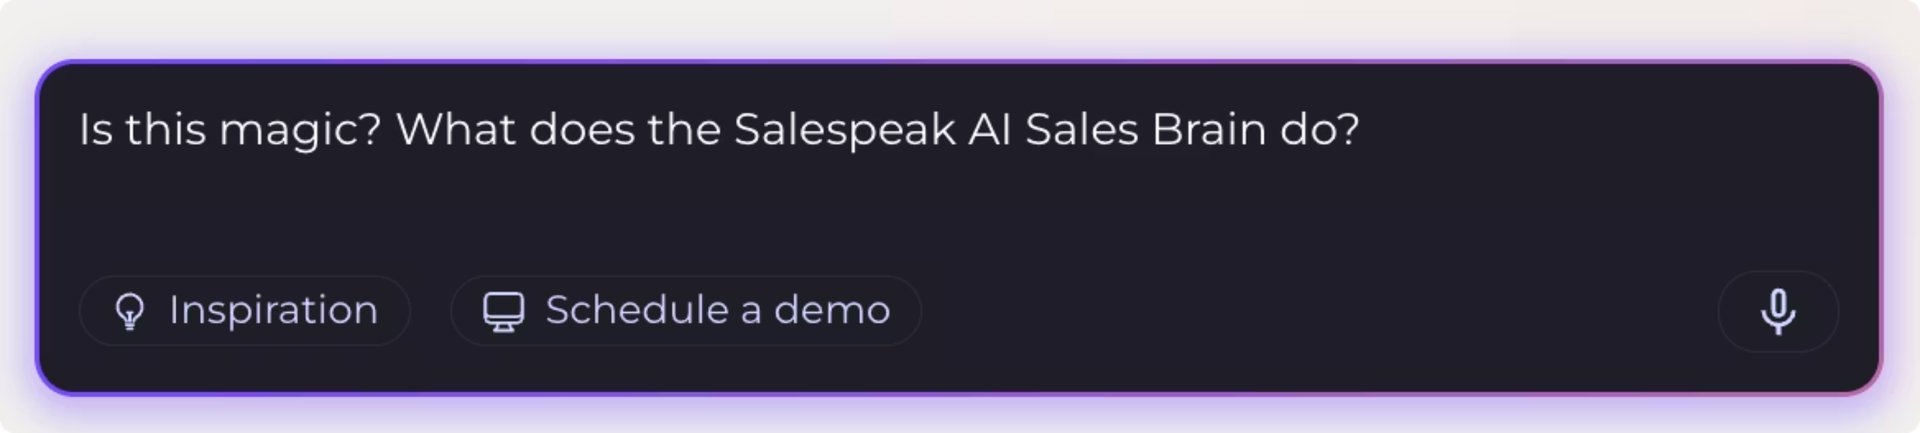 Is this magic? What does the Salespeak AI Sales Brain do?
Inspiration
Schedule a demo